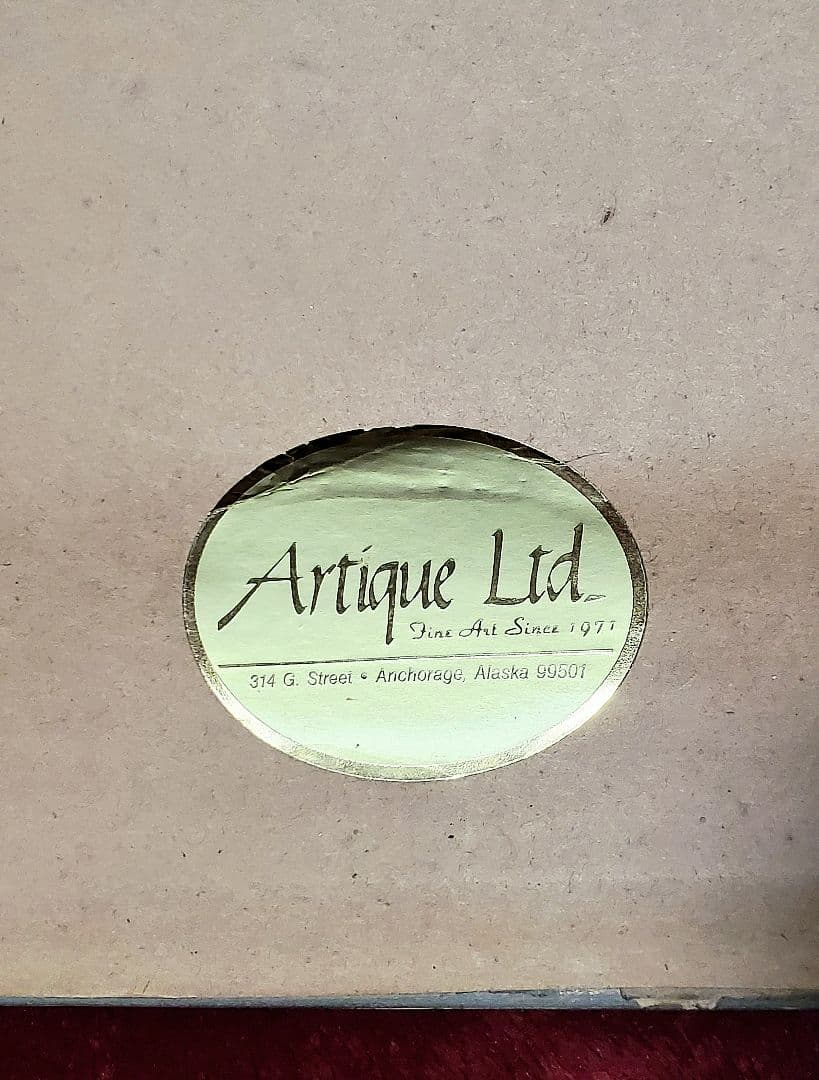 Artique Ltd.
Fine Art Since 1971
314 G. Street • Anchorage, Alaska 99501